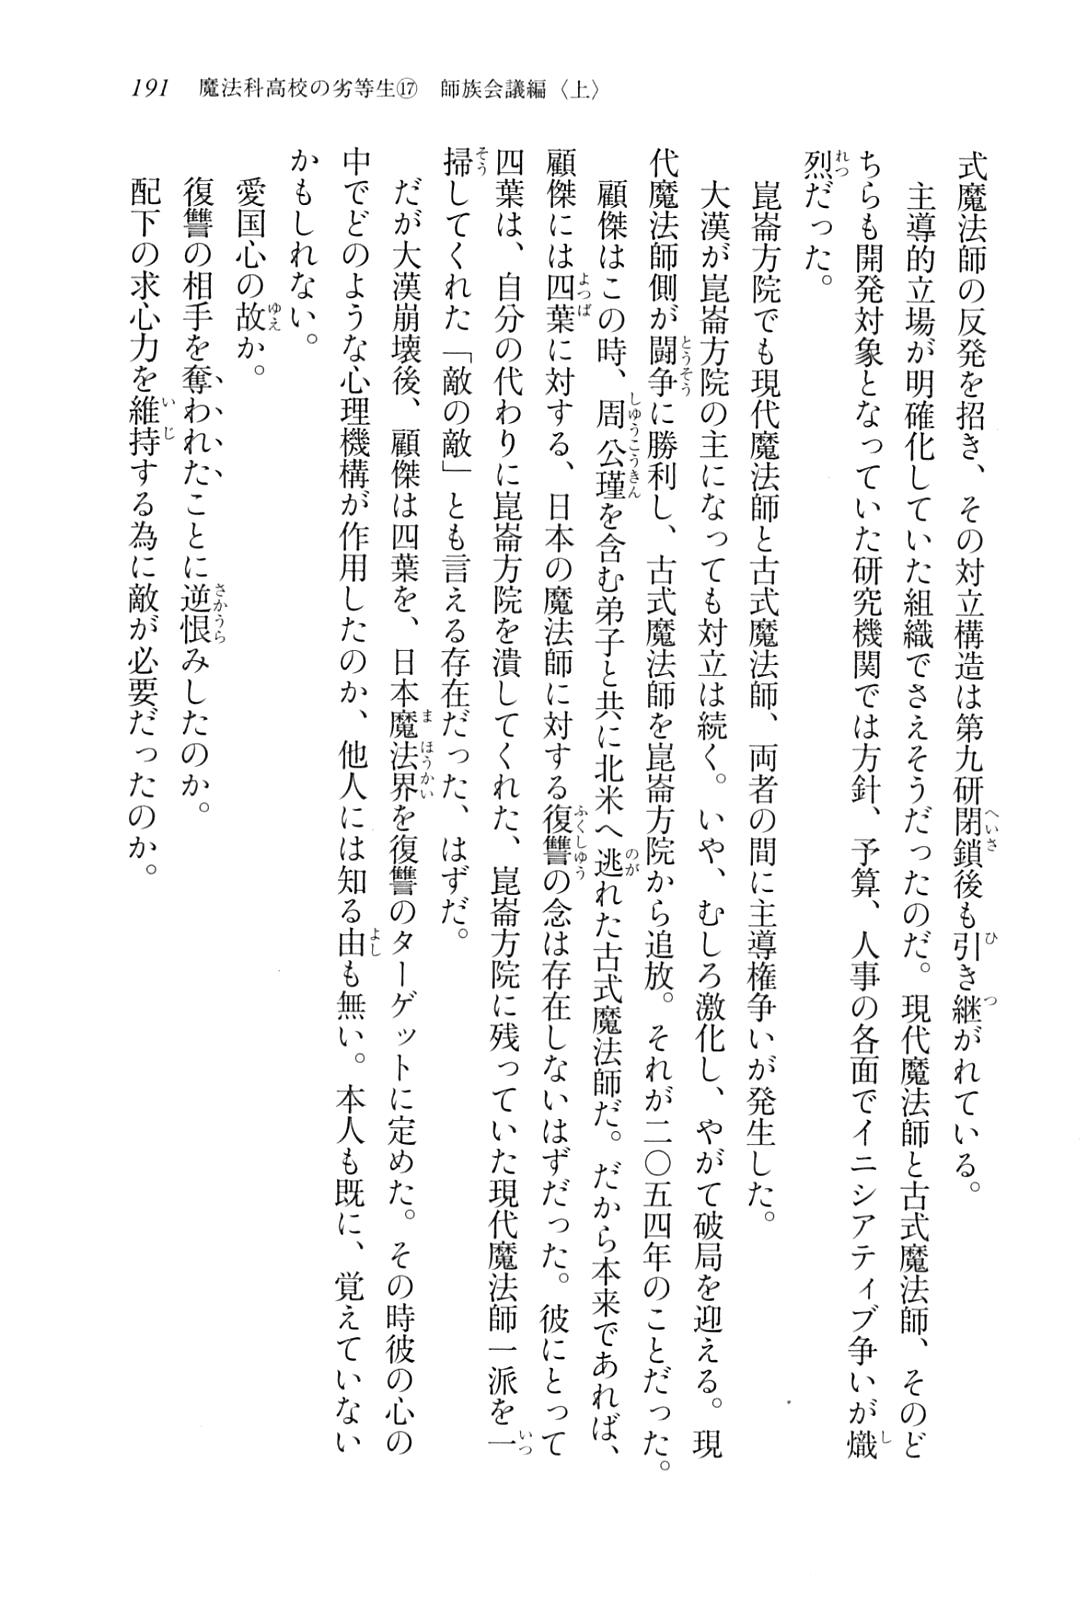 191　魔法科高校の劣等生⑰　師族会議編〈上〉
式魔法師の反発を招き、その対立構造は第九研閉鎖後も引き継がれている。
主導的立場が明確化していた組織でさえそうだったのだ。現代魔法師と古式魔法師、そのど
ちらも開発対象となっていた研究機関では方針、予算、人事の各面でイニシアティブ争いが熾
烈だった。
崑崙方院でも現代魔法師と古式魔法師、両者の間に主導権争いが発生した。
大漢が崑崙方院の主になっても対立は続く。いや、むしろ激化し、やがて破局を迎える。現
代魔法師側が闘争に勝利し、古式魔法師を崑崙方院から追放。それが二〇五四年のことだった。
顧傑はこの時、周公瑾を含む弟子と共に北米へ逃れた古式魔法師だ。だから本来であれば、
顧傑には四葉に対する、日本の魔法師に対する復讐の念は存在しないはずだった。彼にとって
四葉は、自分の代わりに崑崙方院を潰してくれた、崑崙方院に残っていた現代魔法師一派を一
掃してくれた「敵の敵」とも言える存在だった、はずだ。
だが大漢崩壊後、顧傑は四葉を、日本魔法界を復讐のターゲットに定めた。その時彼の心の
中でどのような心理機構が作用したのか、他人には知る由も無い。本人も既に、覚えていない
かもしれない。
愛国心の故か。
復讐の相手を奪われたことに逆恨みしたのか。
配下の求心力を維持する為に敵が必要だったのか。